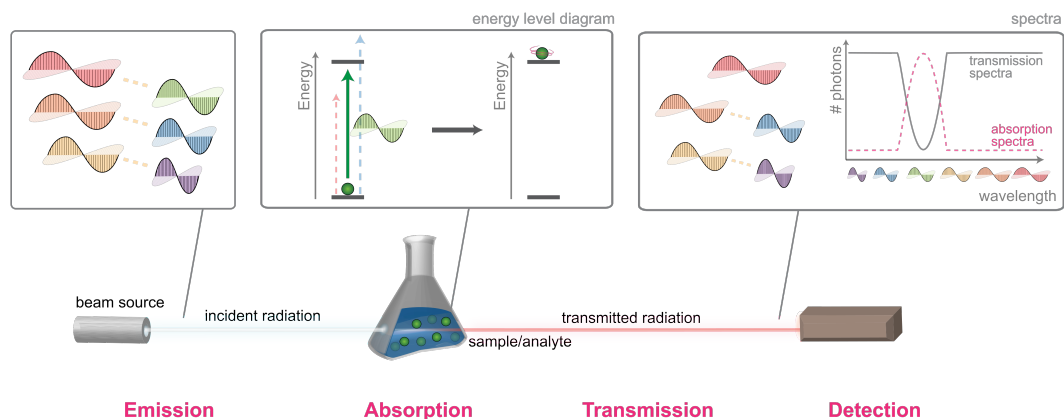 energy level diagram
spectra
Energy
Energy
# photons
transmission
spectra
absorption
spectra
wavelength
beam source
incident radiation
transmitted radiation
sample/analyte
Emission
Absorption
Transmission
Detection